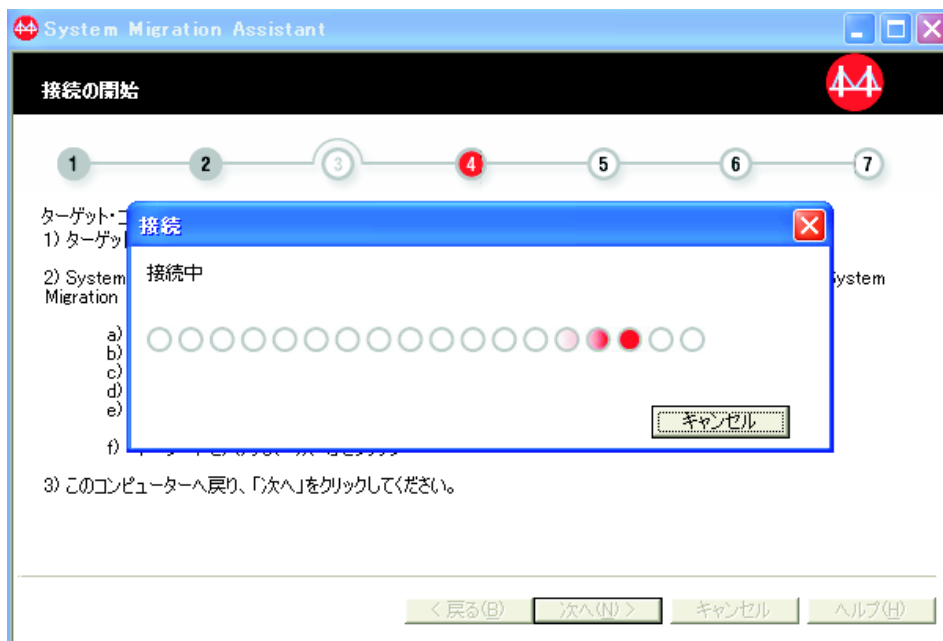 System Migration Assistant
接続の開始
1 2 3 4 5 6 7
ターゲット・コ
1) ターゲット
2) System
ystem
Migration
a)
b)
c)
d)
e)
f)
3) このコンピューターへ戻り、「次へ」をクリックしてください。
接続
接続中
キャンセル
< 戻る(B)
次へ(N) >
キャンセル
ヘルプ(H)